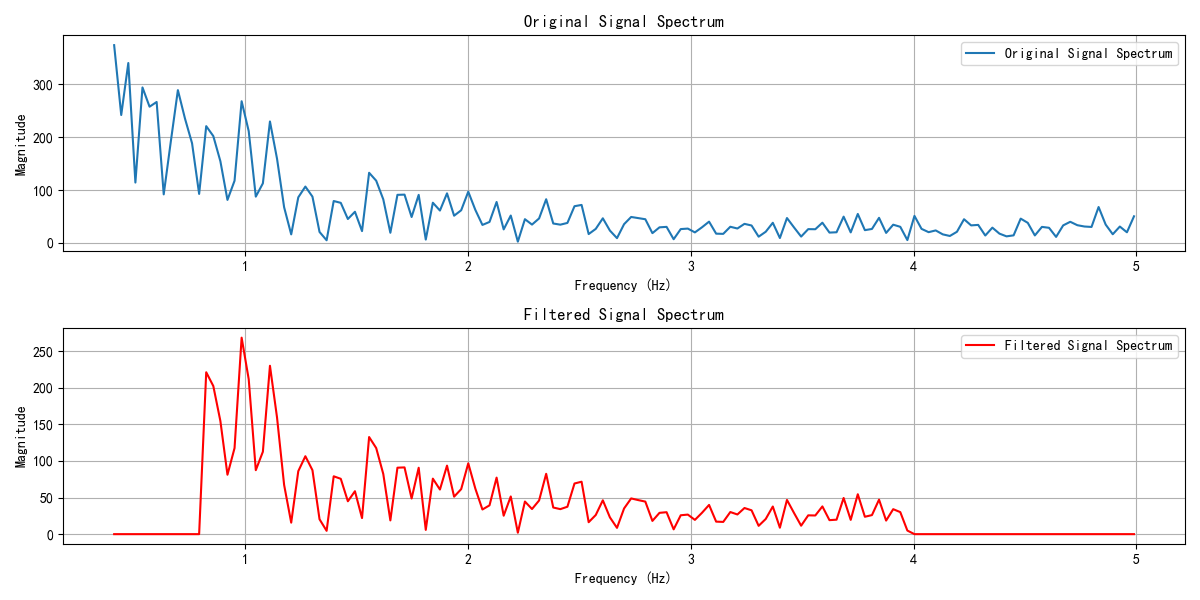 Original Signal Spectrum
Original Signal Spectrum
Magnitude
300
200
100
0
1 2 3 4 5
Frequency (Hz)
Filtered Signal Spectrum
Filtered Signal Spectrum
Magnitude
250
200
150
100
50
0
1 2 3 4 5
Frequency (Hz)